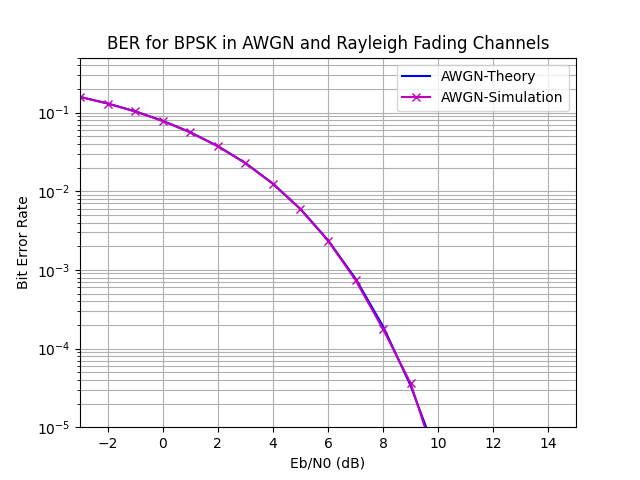 BER for BPSK in AWGN and Rayleigh Fading Channels
AWGN-Theory
AWGN-Simulation
Bit Error Rate
10⁻¹
10⁻²
10⁻³
10⁻⁴
10⁻⁵
−2 0 2 4 6 8 10 12 14
Eb/N0 (dB)